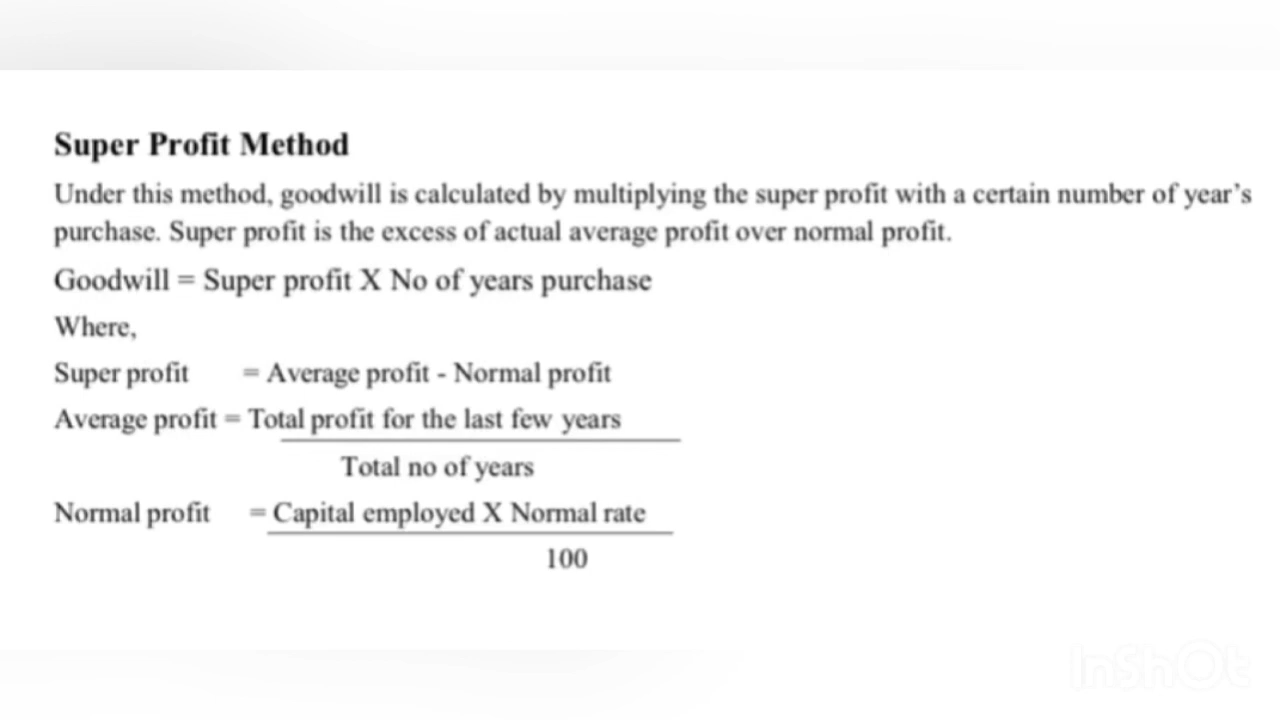 Super Profit Method
Under this method, goodwill is calculated by multiplying the super profit with a certain number of year's
purchase. Super profit is the excess of actual average profit over normal profit.
Goodwill = Super profit X No of years purchase
Where,
Super profit = Average profit - Normal profit
Average profit = Total profit for the last few years
Total no of years
Normal profit = Capital employed X Normal rate
100
InShOt